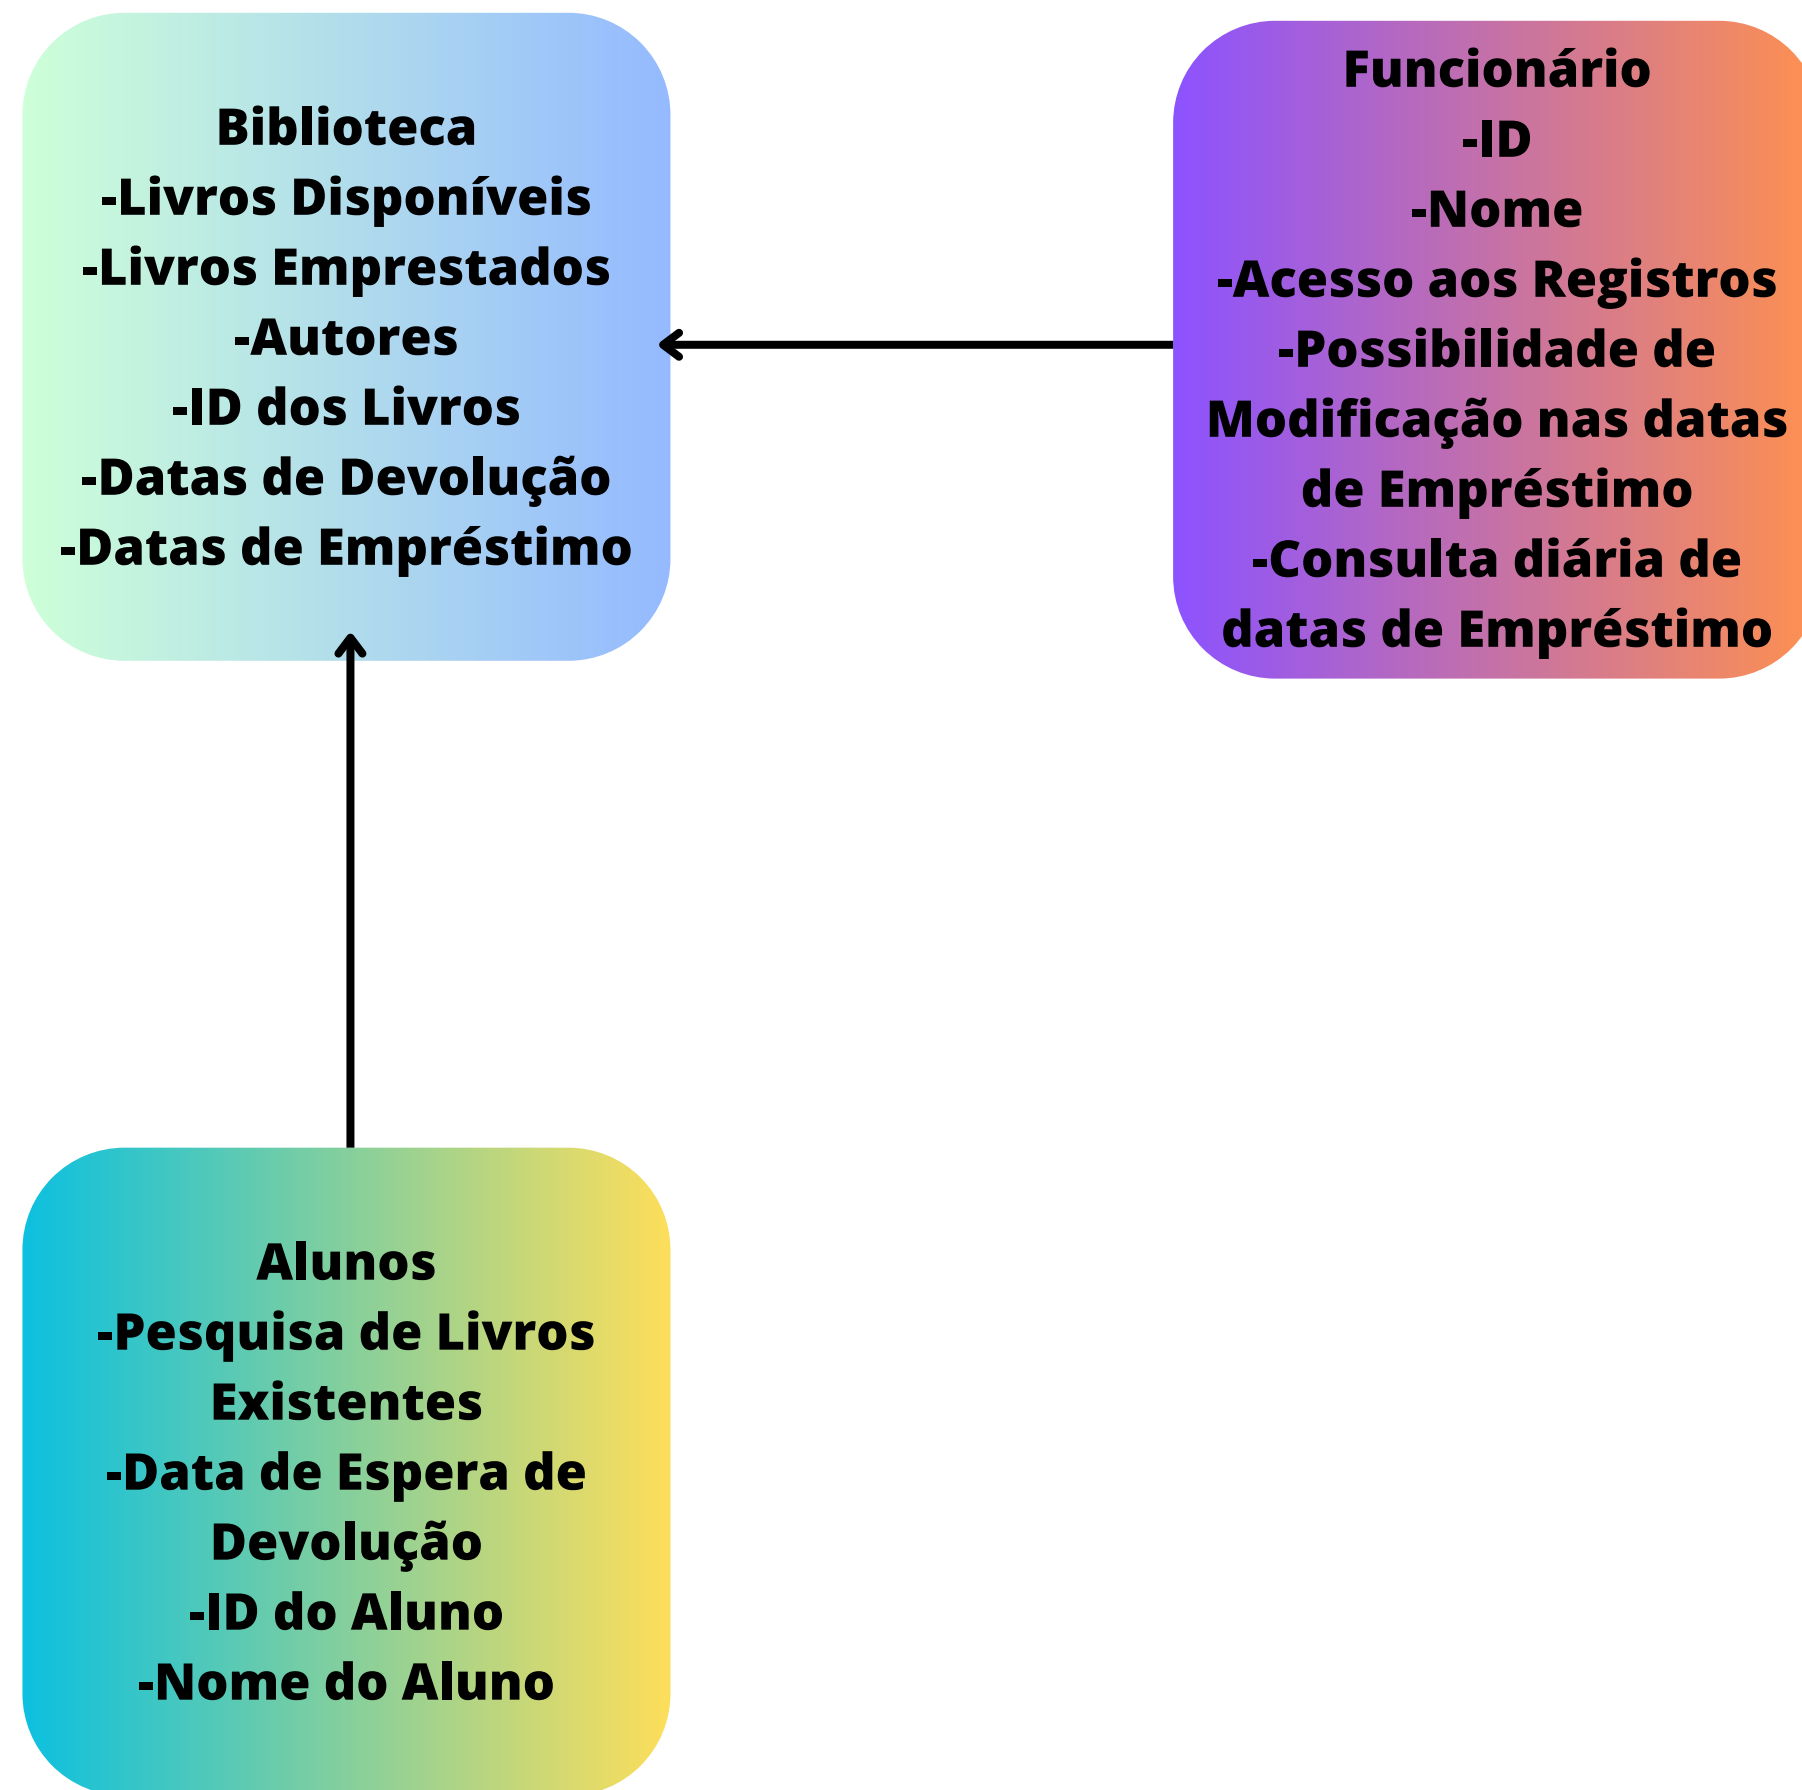 Biblioteca
-Livros Disponíveis
-Livros Emprestados
-Autores
-ID dos Livros
-Datas de Devolução
-Datas de Empréstimo
Funcionário
-ID
-Nome
-Acesso aos Registros
-Possibilidade de
Modificação nas datas
de Empréstimo
-Consulta diária de
datas de Empréstimo
Alunos
-Pesquisa de Livros
Existentes
-Data de Espera de
Devolução
-ID do Aluno
-Nome do Aluno